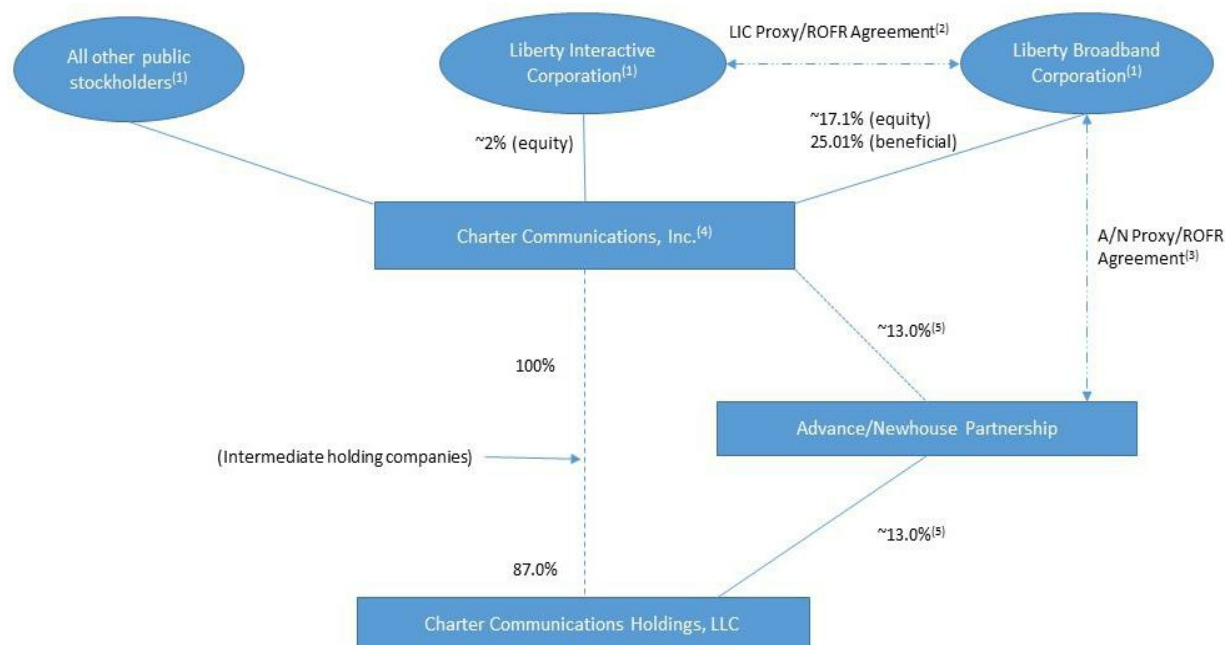 All other public
stockholders(1)
Liberty Interactive
Corporation(1)
LIC Proxy/ROFR Agreement(2)
Liberty Broadband
Corporation(1)
~2% (equity)
~17.1% (equity)
25.01% (beneficial)
Charter Communications, Inc.(4)
A/N Proxy/ROFR
Agreement(3)
~13.0%(5)
100%
Advance/Newhouse Partnership
(Intermediate holding companies)
~13.0%(5)
87.0%
Charter Communications Holdings, LLC